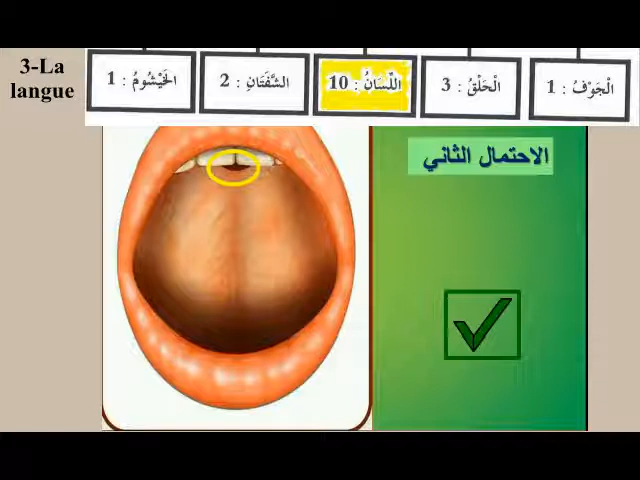 3-La
langue
الْجَوْفُ : 1
الْحَلْقُ : 3
اللِّسَانُ : 10
الشَّفَتَانِ : 2
الْخَيْشُومُ : 1
الاحتمال الثاني